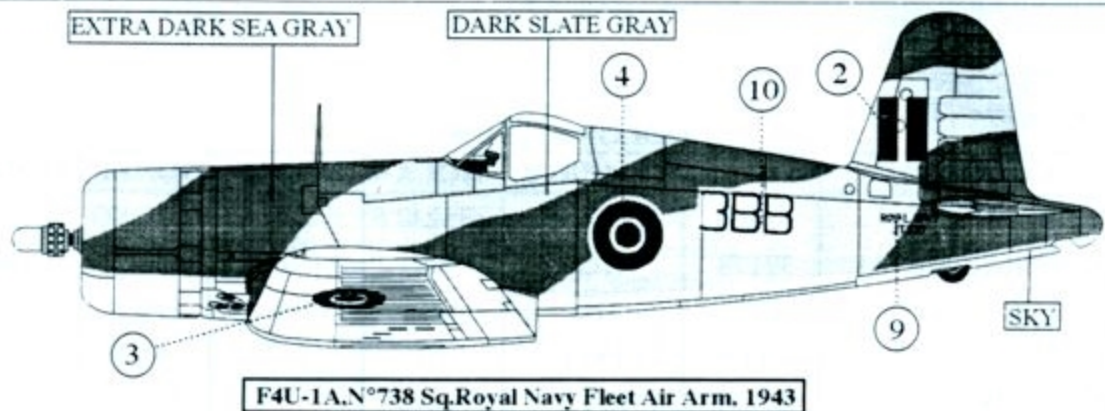 EXTRA DARK SEA GRAY
DARK SLATE GRAY
4
10
2
3BB
ROYAL
3
9
SKY
F4U-1A.N°738 Sq.Royal Navy Fleet Air Arm. 1943